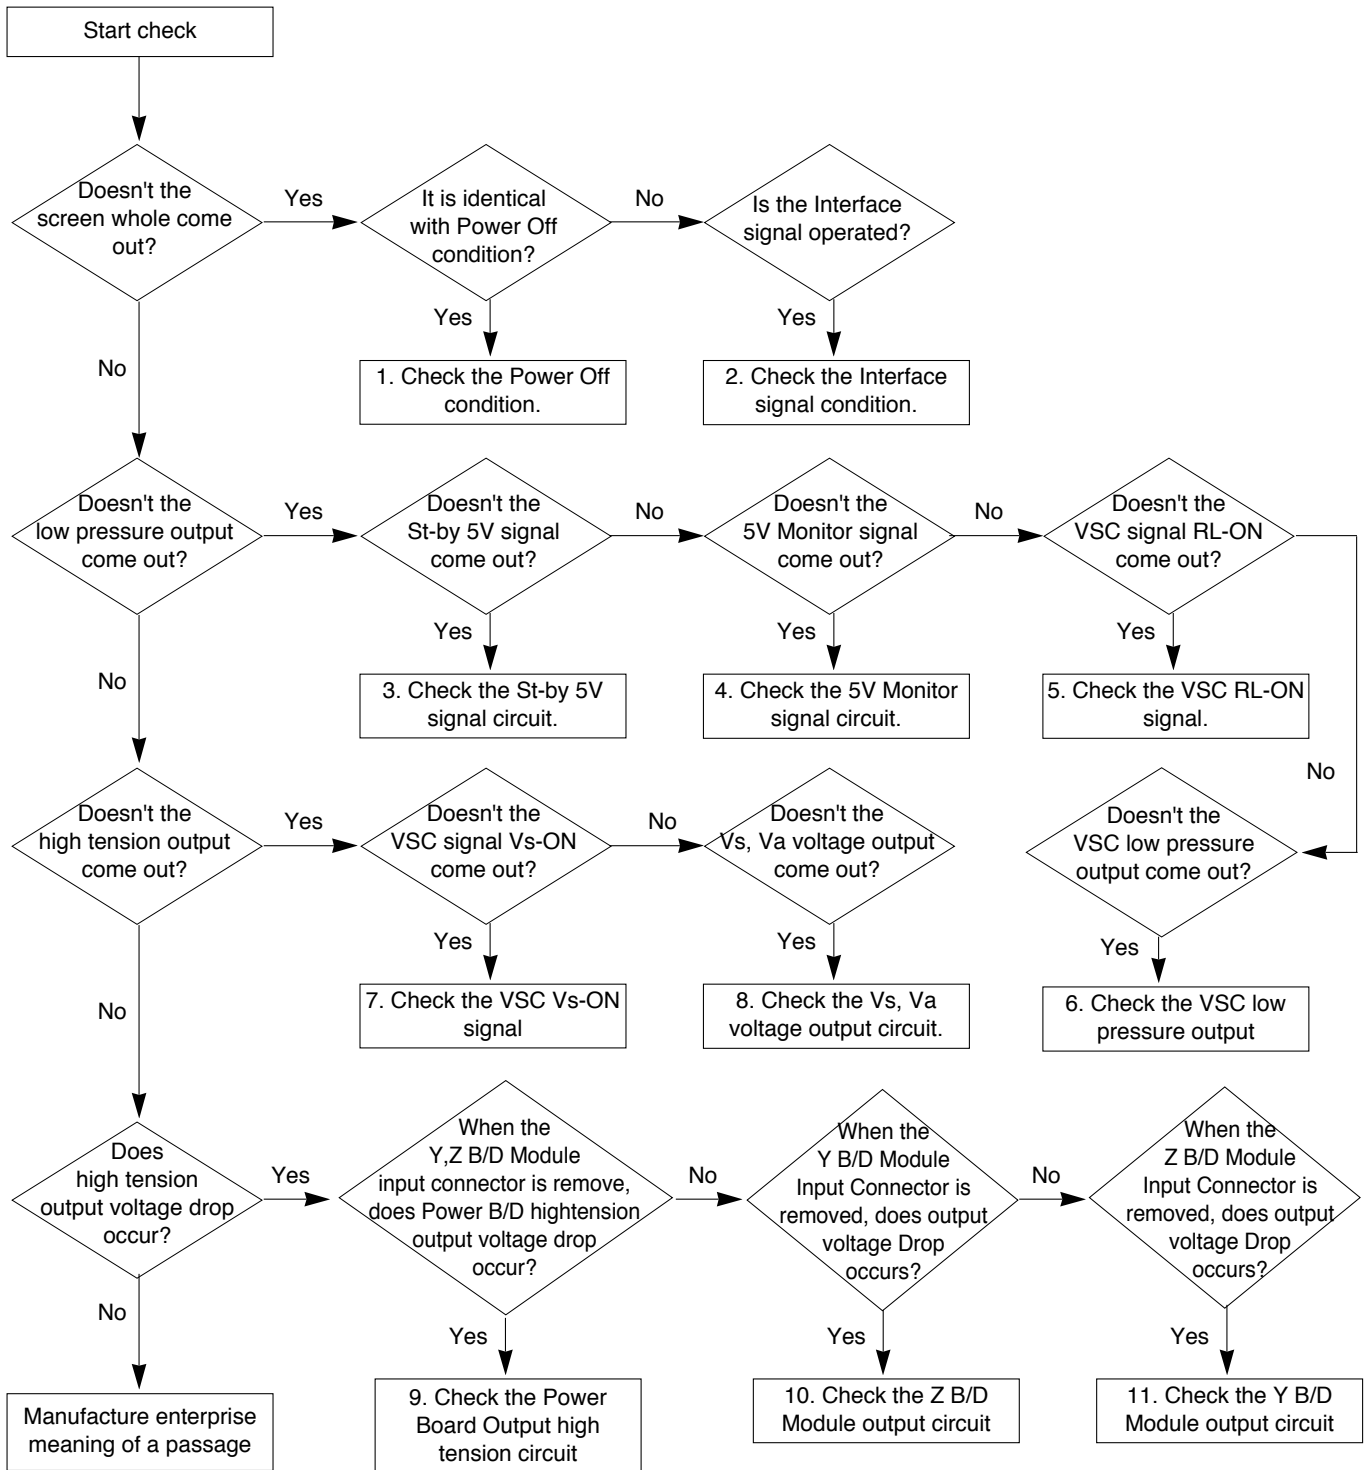 Start check
Doesn't the
screen whole come
out?
Yes
It is identical
with Power Off
condition?
No
Is the Interface
signal operated?
Yes
Yes
No
1. Check the Power Off
condition.
2. Check the Interface
signal condition.
Doesn't the
low pressure output
come out?
Yes
Doesn't the
St-by 5V signal
come out?
No
Doesn't the
5V Monitor signal
come out?
No
Doesn't the
VSC signal RL-ON
come out?
Yes
Yes
Yes
No
3. Check the St-by 5V
signal circuit.
4. Check the 5V Monitor
signal circuit.
5. Check the VSC RL-ON
signal.
No
Doesn't the
high tension output
come out?
Yes
Doesn't the
VSC signal Vs-ON
come out?
No
Doesn't the
Vs, Va voltage output
come out?
Doesn't the
VSC low pressure
output come out?
Yes
Yes
Yes
No
7. Check the VSC Vs-ON
signal
8. Check the Vs, Va
voltage output circuit.
6. Check the VSC low
pressure output
Does
high tension
output voltage drop
occur?
Yes
When the
Y,Z B/D Module
input connector is remove,
does Power B/D hightension
output voltage drop
occur?
No
When the
Y B/D Module
Input Connector is
removed, does output
voltage Drop
occurs?
No
When the
Z B/D Module
Input Connector is
removed, does output
voltage Drop
occurs?
No
Yes
Yes
Yes
Manufacture enterprise
meaning of a passage
9. Check the Power
Board Output high
tension circuit
10. Check the Z B/D
Module output circuit
11. Check the Y B/D
Module output circuit